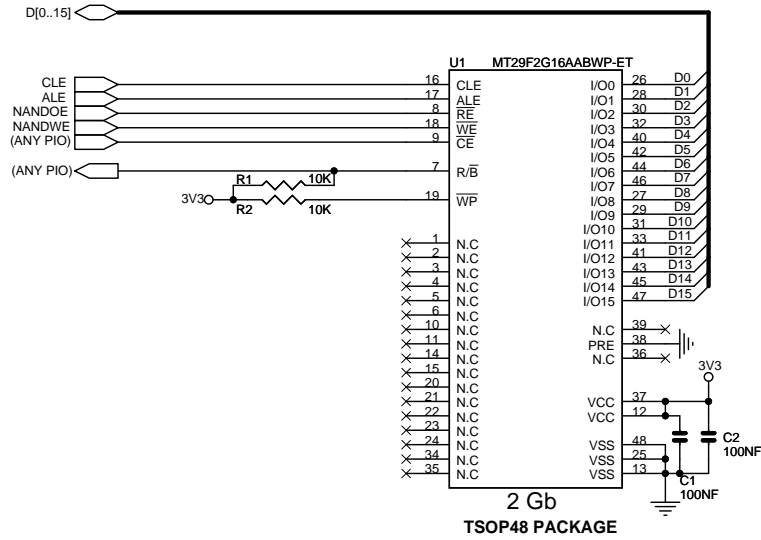 D[0..15]
U1 MT29F2G16AABWP-ET
CLE 16 CLE I/O0 26 D0
ALE 17 ALE I/O1 28 D1
NANDOE 8 RE I/O2 30 D2
NANDWE 18 WE I/O3 32 D3
(ANY PIO) 9 CE I/O4 40 D4
I/O5 42 D5
(ANY PIO) 7 R/B I/O6 44 D6
R1 10K I/O7 46 D7
3V3 19 WP I/O8 27 D8
R2 10K I/O9 29 D9
I/O10 31 D10
1 N.C I/O11 33 D11
2 N.C I/O12 41 D12
3 N.C I/O13 43 D13
4 N.C I/O14 45 D14
5 N.C I/O15 47 D15
6 N.C
10 N.C N.C 39
11 N.C PRE 38
14 N.C N.C 36
15 N.C
20 N.C 3V3
21 N.C VCC 37
22 N.C VCC 12
23 N.C
24 N.C VSS 48 C2
34 N.C VSS 25 100NF
35 N.C VSS 13
C1
100NF
2 Gb
TSOP48 PACKAGE